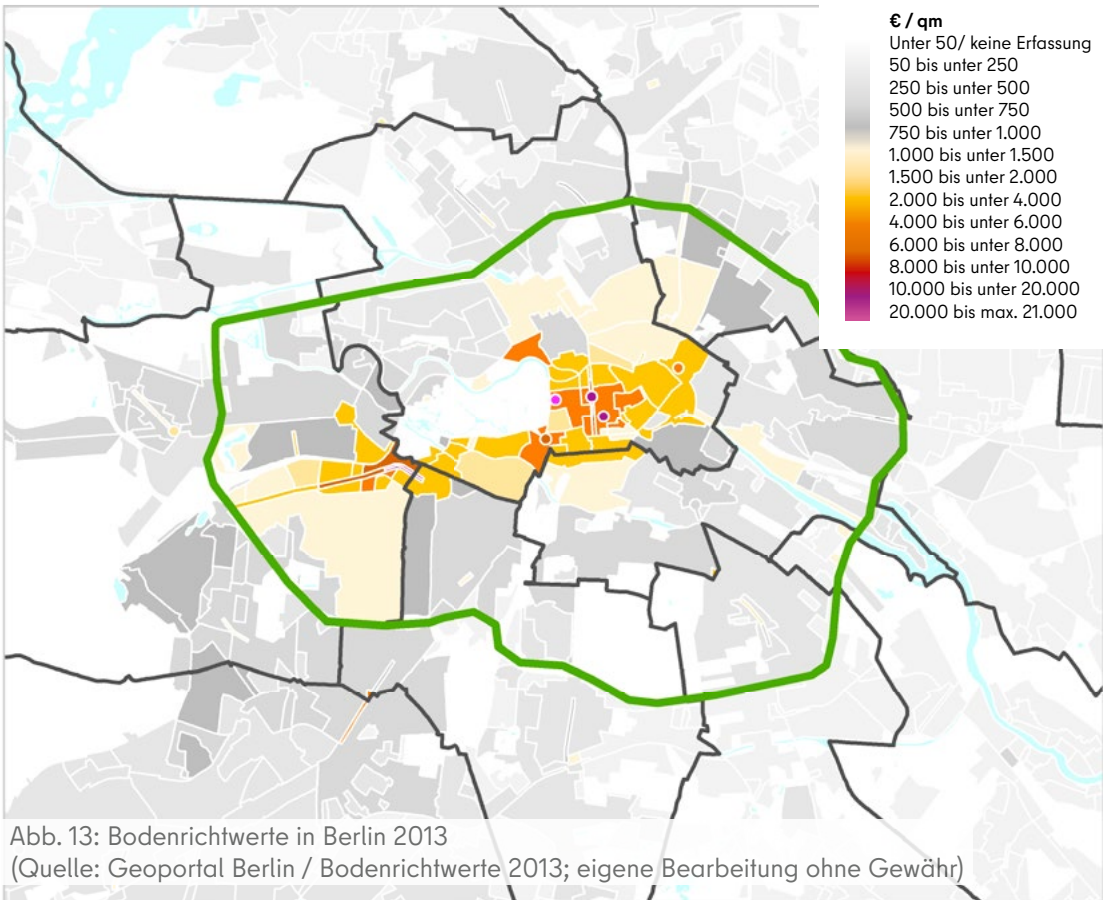 € / qm
Unter 50/ keine Erfassung
50 bis unter 250
250 bis unter 500
500 bis unter 750
750 bis unter 1.000
1.000 bis unter 1.500
1.500 bis unter 2.000
2.000 bis unter 4.000
4.000 bis unter 6.000
6.000 bis unter 8.000
8.000 bis unter 10.000
10.000 bis unter 20.000
20.000 bis max. 21.000
Abb. 13: Bodenrichtwerte in Berlin 2013
(Quelle: Geoportal Berlin / Bodenrichtwerte 2013; eigene Bearbeitung ohne Gewähr)